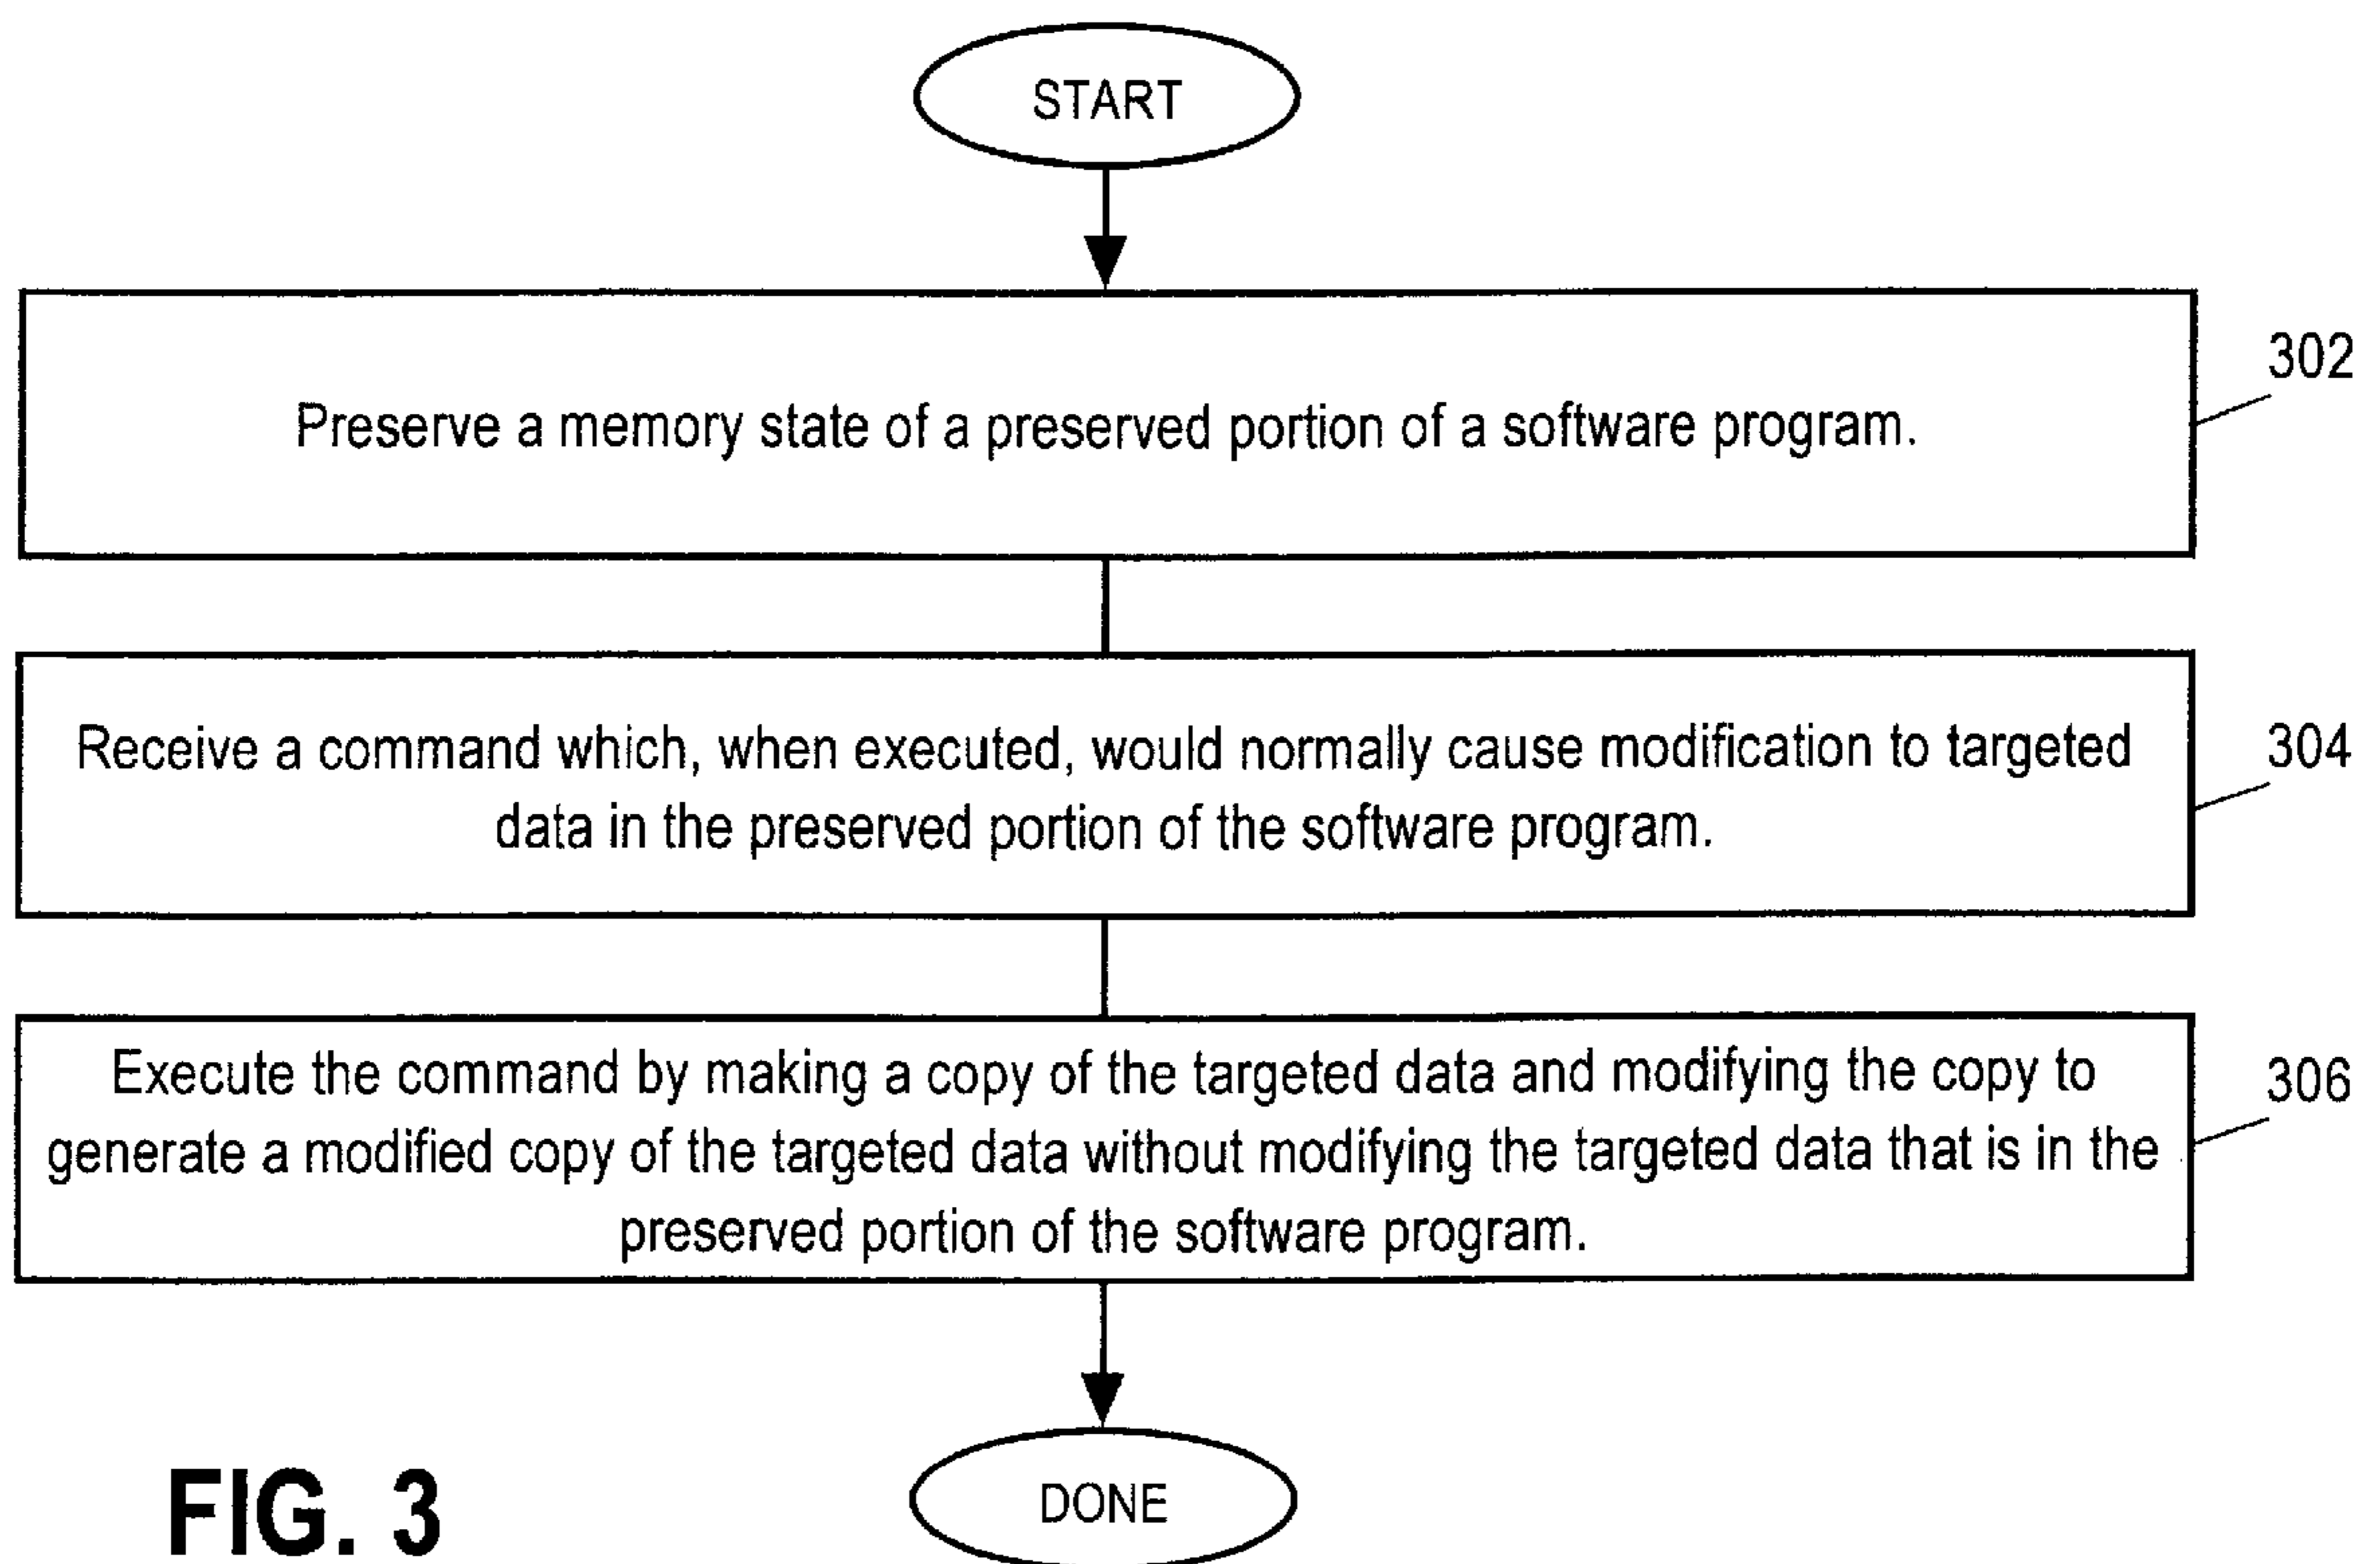 START
302
Preserve a memory state of a preserved portion of a software program.
304
Receive a command which, when executed, would normally cause modification to targeted
data in the preserved portion of the software program.
306
Execute the command by making a copy of the targeted data and modifying the copy to
generate a modified copy of the targeted data without modifying the targeted data that is in the
preserved portion of the software program.
DONE
FIG. 3